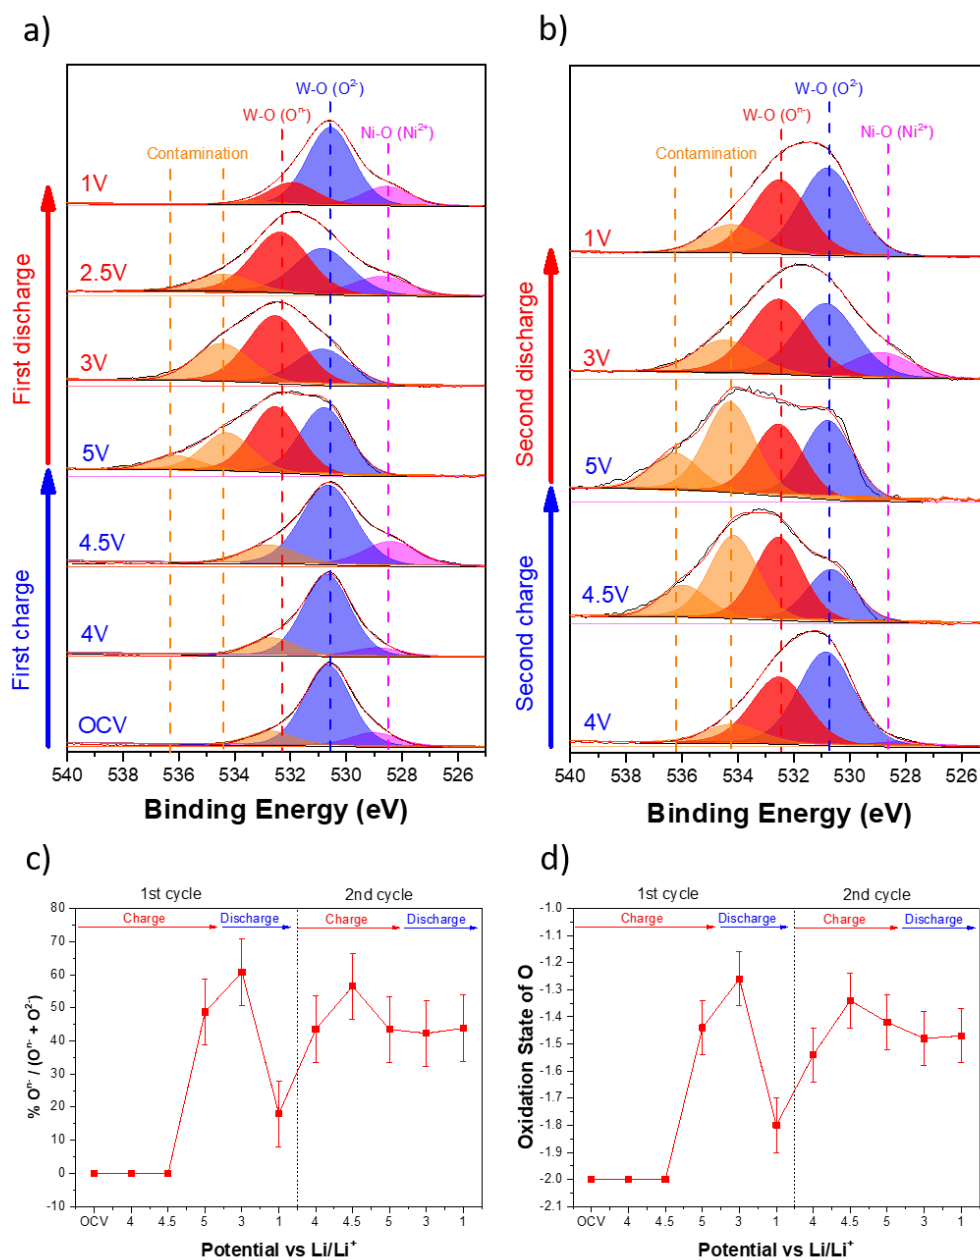 a)
W-O (O²⁻)
W-O (Oⁿ⁻)
Ni-O (Ni²⁺)
Contamination
1V
2.5V
3V
5V
4.5V
4V
OCV
First discharge
First charge
540 538 536 534 532 530 528 526
Binding Energy (eV)
b)
W-O (O²⁻)
W-O (Oⁿ⁻)
Ni-O (Ni²⁺)
Contamination
1V
3V
5V
4.5V
4V
Second discharge
Second charge
540 538 536 534 532 530 528 526
Binding Energy (eV)
c)
1st cycle 2nd cycle
Charge Discharge Charge Discharge
80
70
60
50
40
30
20
10
0
-10
% Oⁿ⁻ / (Oⁿ⁻ + O²⁻)
OCV 4 4.5 5 3 1 4 4.5 5 3 1
Potential vs Li/Li⁺
d)
1st cycle 2nd cycle
Charge Discharge Charge Discharge
-1.0
-1.1
-1.2
-1.3
-1.4
-1.5
-1.6
-1.7
-1.8
-1.9
-2.0
-2.1
Oxidation State of O
OCV 4 4.5 5 3 1 4 4.5 5 3 1
Potential vs Li/Li⁺